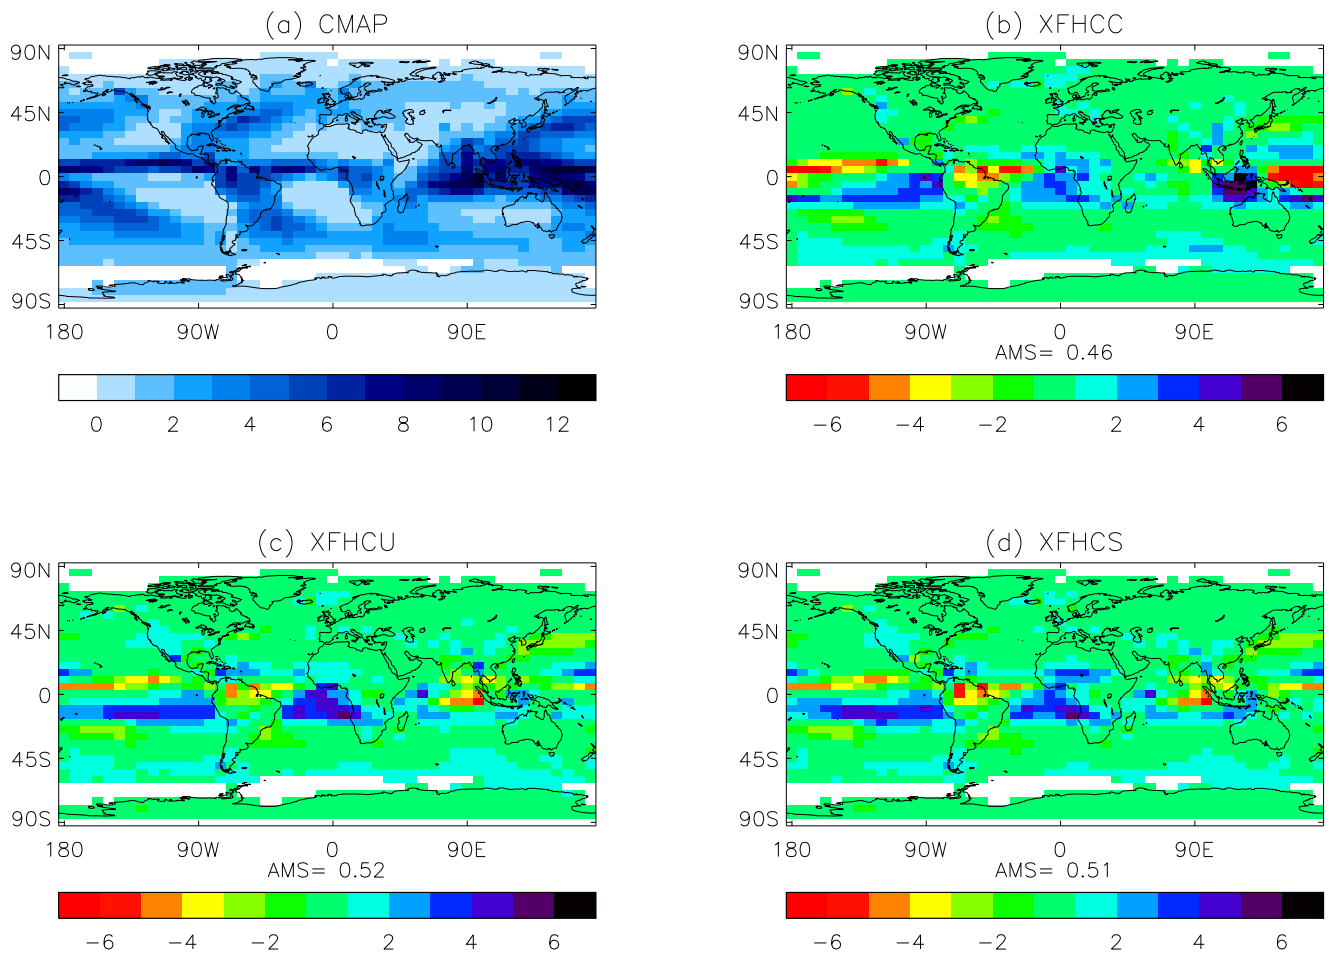 (a) CMAP
90N
45N
0
45S
90S
180 90W 0 90E
0 2 4 6 8 10 12
(b) XFHCC
90N
45N
0
45S
90S
180 90W 0 90E
AMS= 0.46
−6 −4 −2 2 4 6
(c) XFHCU
90N
45N
0
45S
90S
180 90W 0 90E
AMS= 0.52
−6 −4 −2 2 4 6
(d) XFHCS
90N
45N
0
45S
90S
180 90W 0 90E
AMS= 0.51
−6 −4 −2 2 4 6